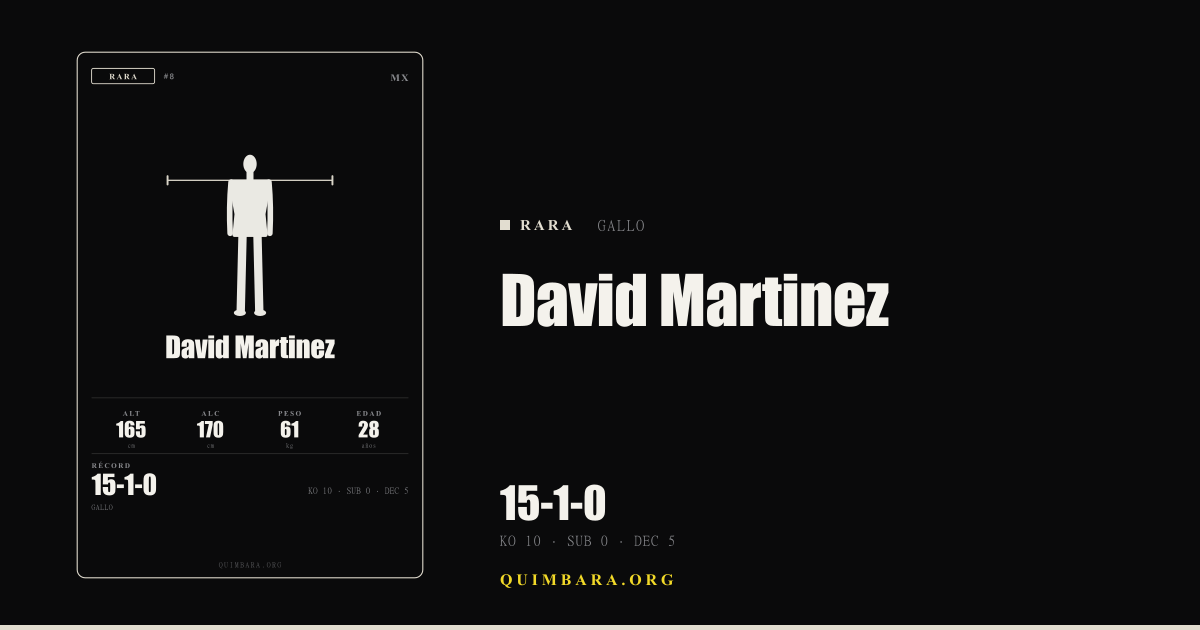 RARA #8 MX
David Martinez
ALT ALC PESO EDAD
165 170 61 28
cm cm kg años
RÉCORD
15-1-0
KO 10 · SUB 0 · DEC 5
GALLO
QUIMBARA.ORG
RARA GALLO
David Martinez
15-1-0
KO 10 · SUB 0 · DEC 5
QUIMBARA.ORG